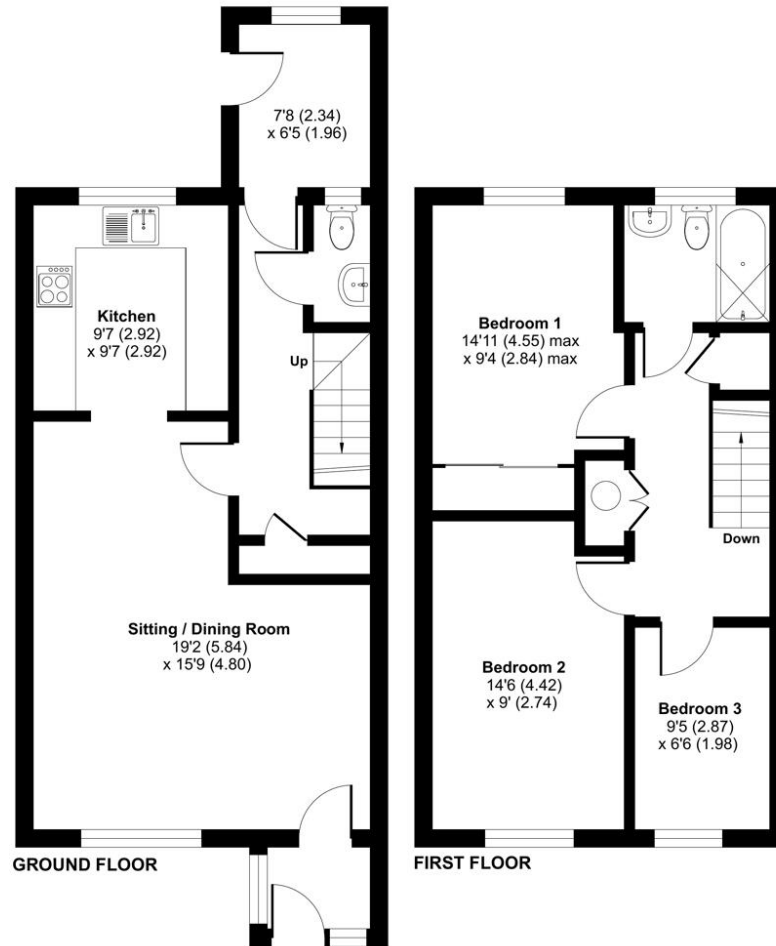 7'8 (2.34)
x 6'5 (1.96)
Kitchen
9'7 (2.92)
x 9'7 (2.92)
Up
Sitting / Dining Room
19'2 (5.84)
x 15'9 (4.80)
GROUND FLOOR
Bedroom 1
14'11 (4.55) max
x 9'4 (2.84) max
Down
Bedroom 2
14'6 (4.42)
x 9' (2.74)
Bedroom 3
9'5 (2.87)
x 6'6 (1.98)
FIRST FLOOR